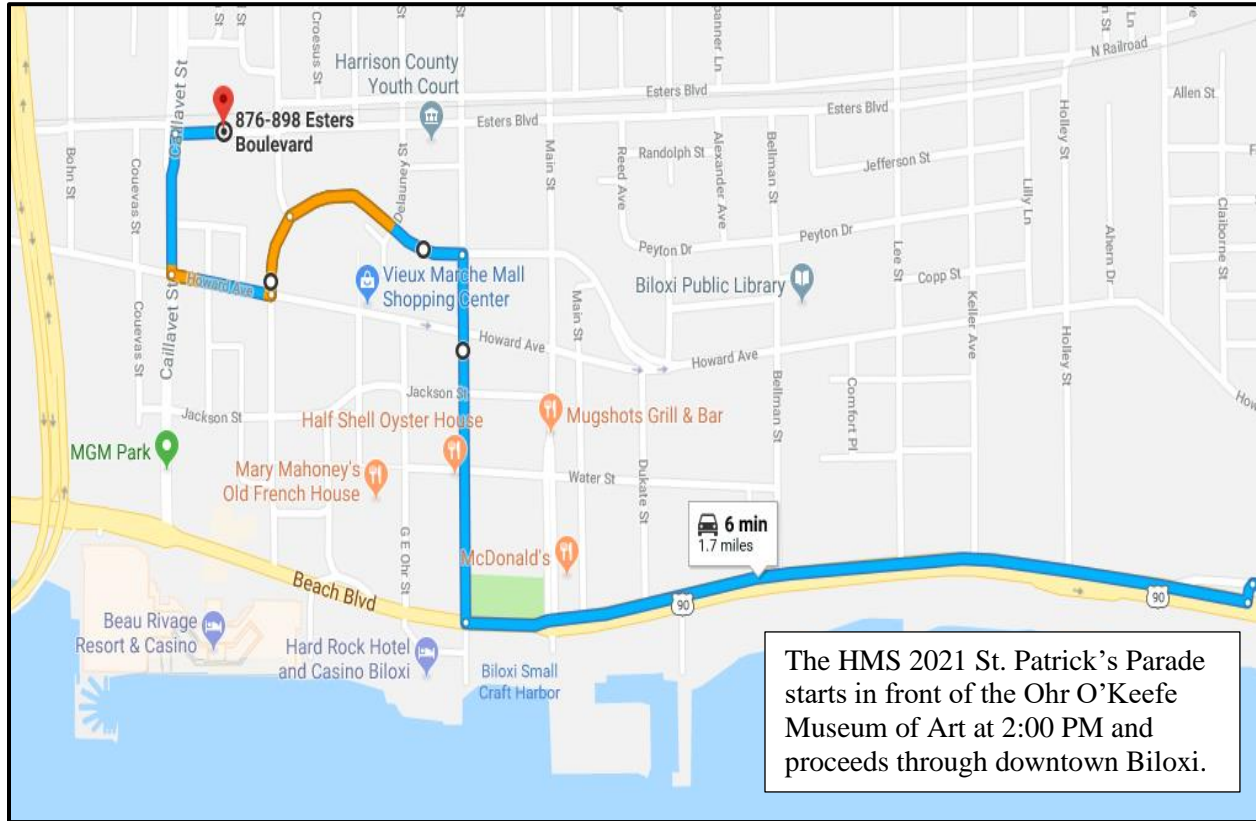 St
Croesus St
panner Ln
Ln
N Railroad
Harrison County
Youth Court
Esters Blvd
Allen St
Caillavet St
876-898 Esters
Boulevard
Esters Blvd
Esters Blvd
Holley St
Bohn St
Couevas St
Delauney St
Main St
Reed Ave
Randolph St
Alexander Ave
Bellman St
Jefferson St
Lilly Ln
Claiborne St
Peyton Dr
Peyton Dr
Ahern Dr
Lee St
Copp St
Howard Ave
Vieux Marche Mall
Shopping Center
Biloxi Public Library
Main St
Keller Ave
Couevas St
Caillavet St
Howard Ave
Howard Ave
Holley St
Jackson St
Jackson St
Half Shell Oyster House
Mugshots Grill & Bar
Bellman St
Comfort Pl
MGM Park
Mary Mahoney's
Old French House
Water St
Dukate St
G E Ohr St
6 min
1.7 miles
McDonald's
Beach Blvd
90
90
Beau Rivage
Resort & Casino
Hard Rock Hotel
and Casino Biloxi
Biloxi Small
Craft Harbor
The HMS 2021 St. Patrick’s Parade
starts in front of the Ohr O’Keefe
Museum of Art at 2:00 PM and
proceeds through downtown Biloxi.